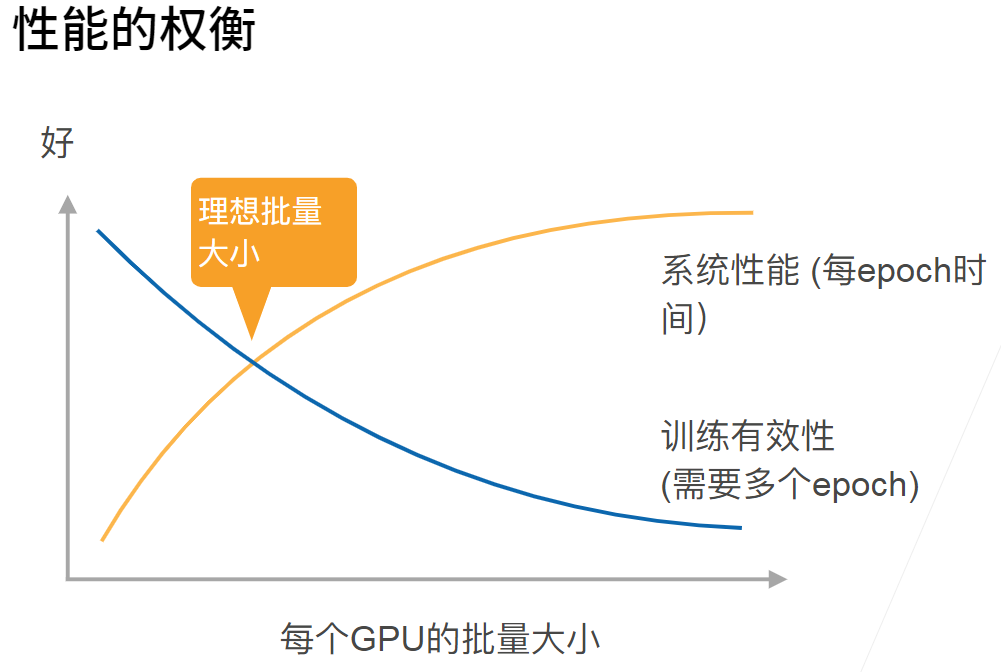 性能的权衡
好
理想批量
大小
系统性能 (每epoch时
间）
训练有效性
(需要多个epoch)
每个GPU的批量大小